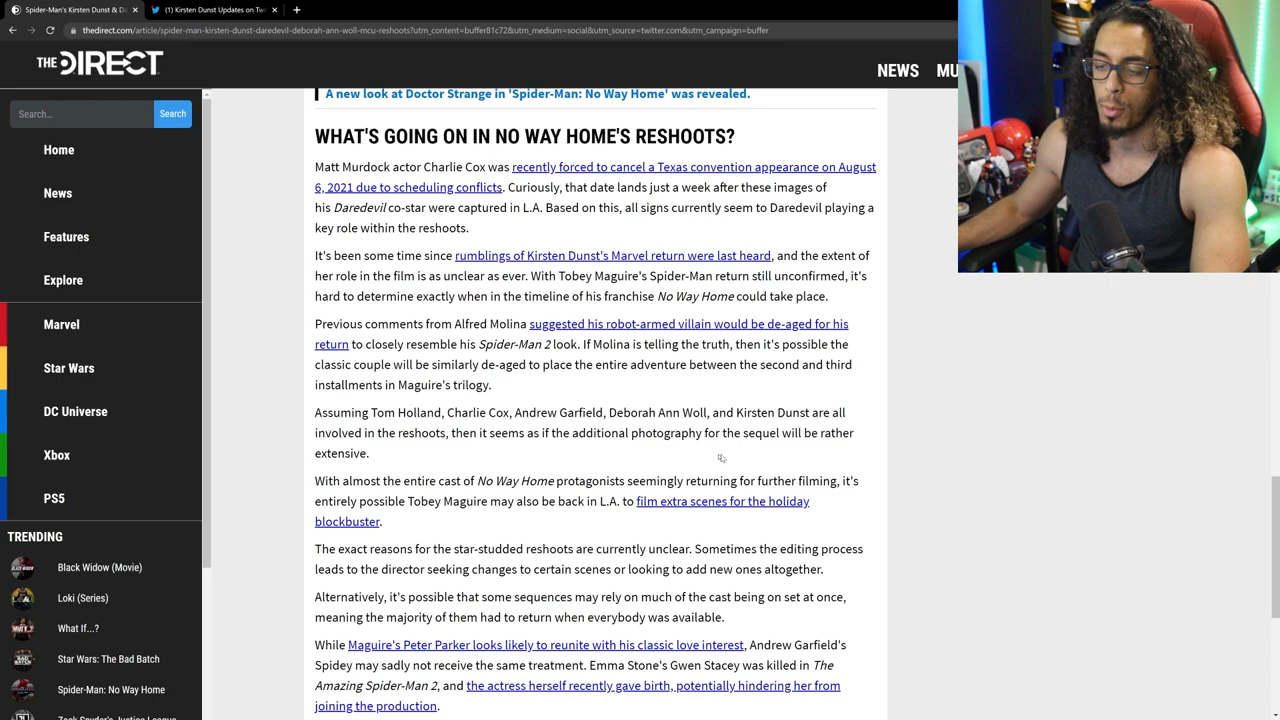 Spider-Man's Kirsten Dunst & D
(1) Kirsten Dunst Updates on Tw
thedirect.com/article/spider-man-kirsten-dunst-daredevil-deborah-ann-woll-mcu-reshoots?utm_content=buffer81c72&utm_medium=social&utm_source=twitter.com&utm_campaign=buffer
THE DIRECT
NEWS MU
Search...
Search
Home
News
Features
Explore
Marvel
Star Wars
DC Universe
Xbox
PS5
TRENDING
Black Widow (Movie)
Loki (Series)
What If...?
Star Wars: The Bad Batch
Spider-Man: No Way Home
Zack Snyder's Justice League
A new look at Doctor Strange in 'Spider-Man: No Way Home' was revealed.
WHAT'S GOING ON IN NO WAY HOME'S RESHOOTS?
Matt Murdock actor Charlie Cox was recently forced to cancel a Texas convention appearance on August
6, 2021 due to scheduling conflicts. Curiously, that date lands just a week after these images of
his Daredevil co-star were captured in L.A. Based on this, all signs currently seem to Daredevil playing a
key role within the reshoots.
It's been some time since rumblings of Kirsten Dunst's Marvel return were last heard, and the extent of
her role in the film is as unclear as ever. With Tobey Maguire's Spider-Man return still unconfirmed, it's
hard to determine exactly when in the timeline of his franchise No Way Home could take place.
Previous comments from Alfred Molina suggested his robot-armed villain would be de-aged for his
return to closely resemble his Spider-Man 2 look. If Molina is telling the truth, then it's possible the
classic couple will be similarly de-aged to place the entire adventure between the second and third
installments in Maguire's trilogy.
Assuming Tom Holland, Charlie Cox, Andrew Garfield, Deborah Ann Woll, and Kirsten Dunst are all
involved in the reshoots, then it seems as if the additional photography for the sequel will be rather
extensive.
With almost the entire cast of No Way Home protagonists seemingly returning for further filming, it's
entirely possible Tobey Maguire may also be back in L.A. to film extra scenes for the holiday
blockbuster.
The exact reasons for the star-studded reshoots are currently unclear. Sometimes the editing process
leads to the director seeking changes to certain scenes or looking to add new ones altogether.
Alternatively, it's possible that some sequences may rely on much of the cast being on set at once,
meaning the majority of them had to return when everybody was available.
While Maguire's Peter Parker looks likely to reunite with his classic love interest, Andrew Garfield's
Spidey may sadly not receive the same treatment. Emma Stone's Gwen Stacey was killed in The
Amazing Spider-Man 2, and the actress herself recently gave birth, potentially hindering her from
joining the production.